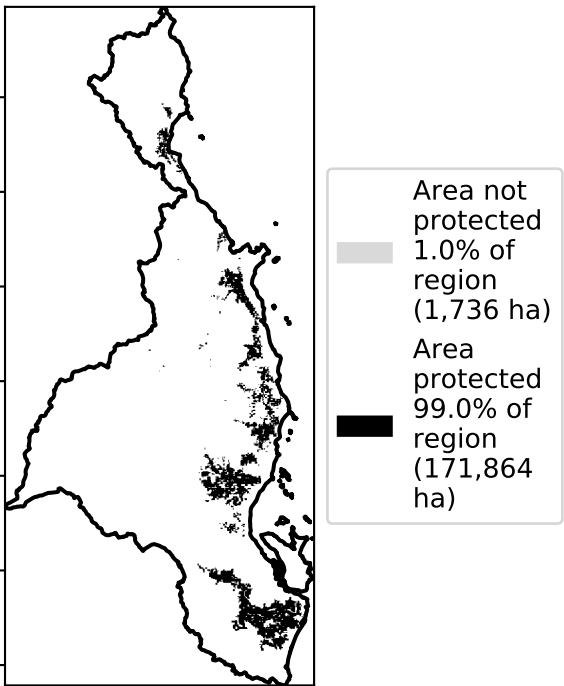 Area not
protected
1.0% of
region
(1,736 ha)
Area
protected
99.0% of
region
(171,864
ha)